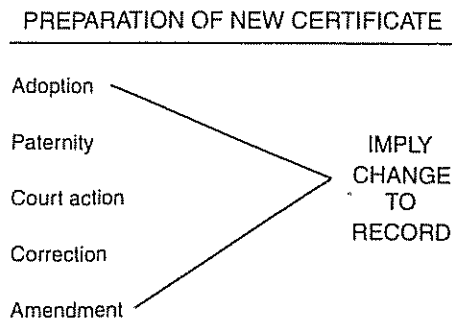 PREPARATION OF NEW CERTIFICATE
Adoption
Paternity
Court action
Correction
Amendment
IMPLY
CHANGE
TO
RECORD